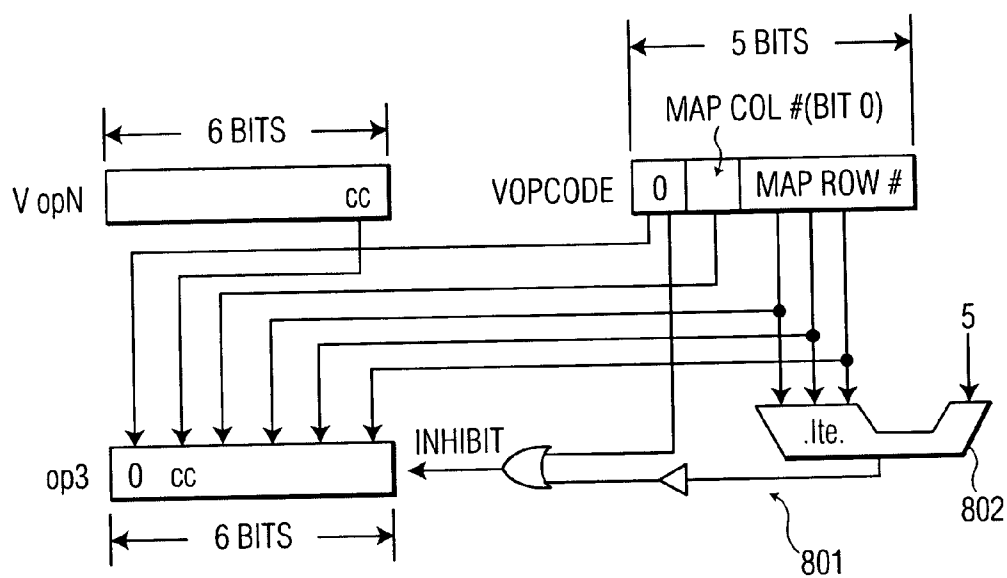 5 BITS
MAP COL #(BIT 0)
6 BITS
V opN
cc
VOPCODE
0
MAP ROW #
5
.lte.
INHIBIT
op3
0 cc
802
6 BITS
801